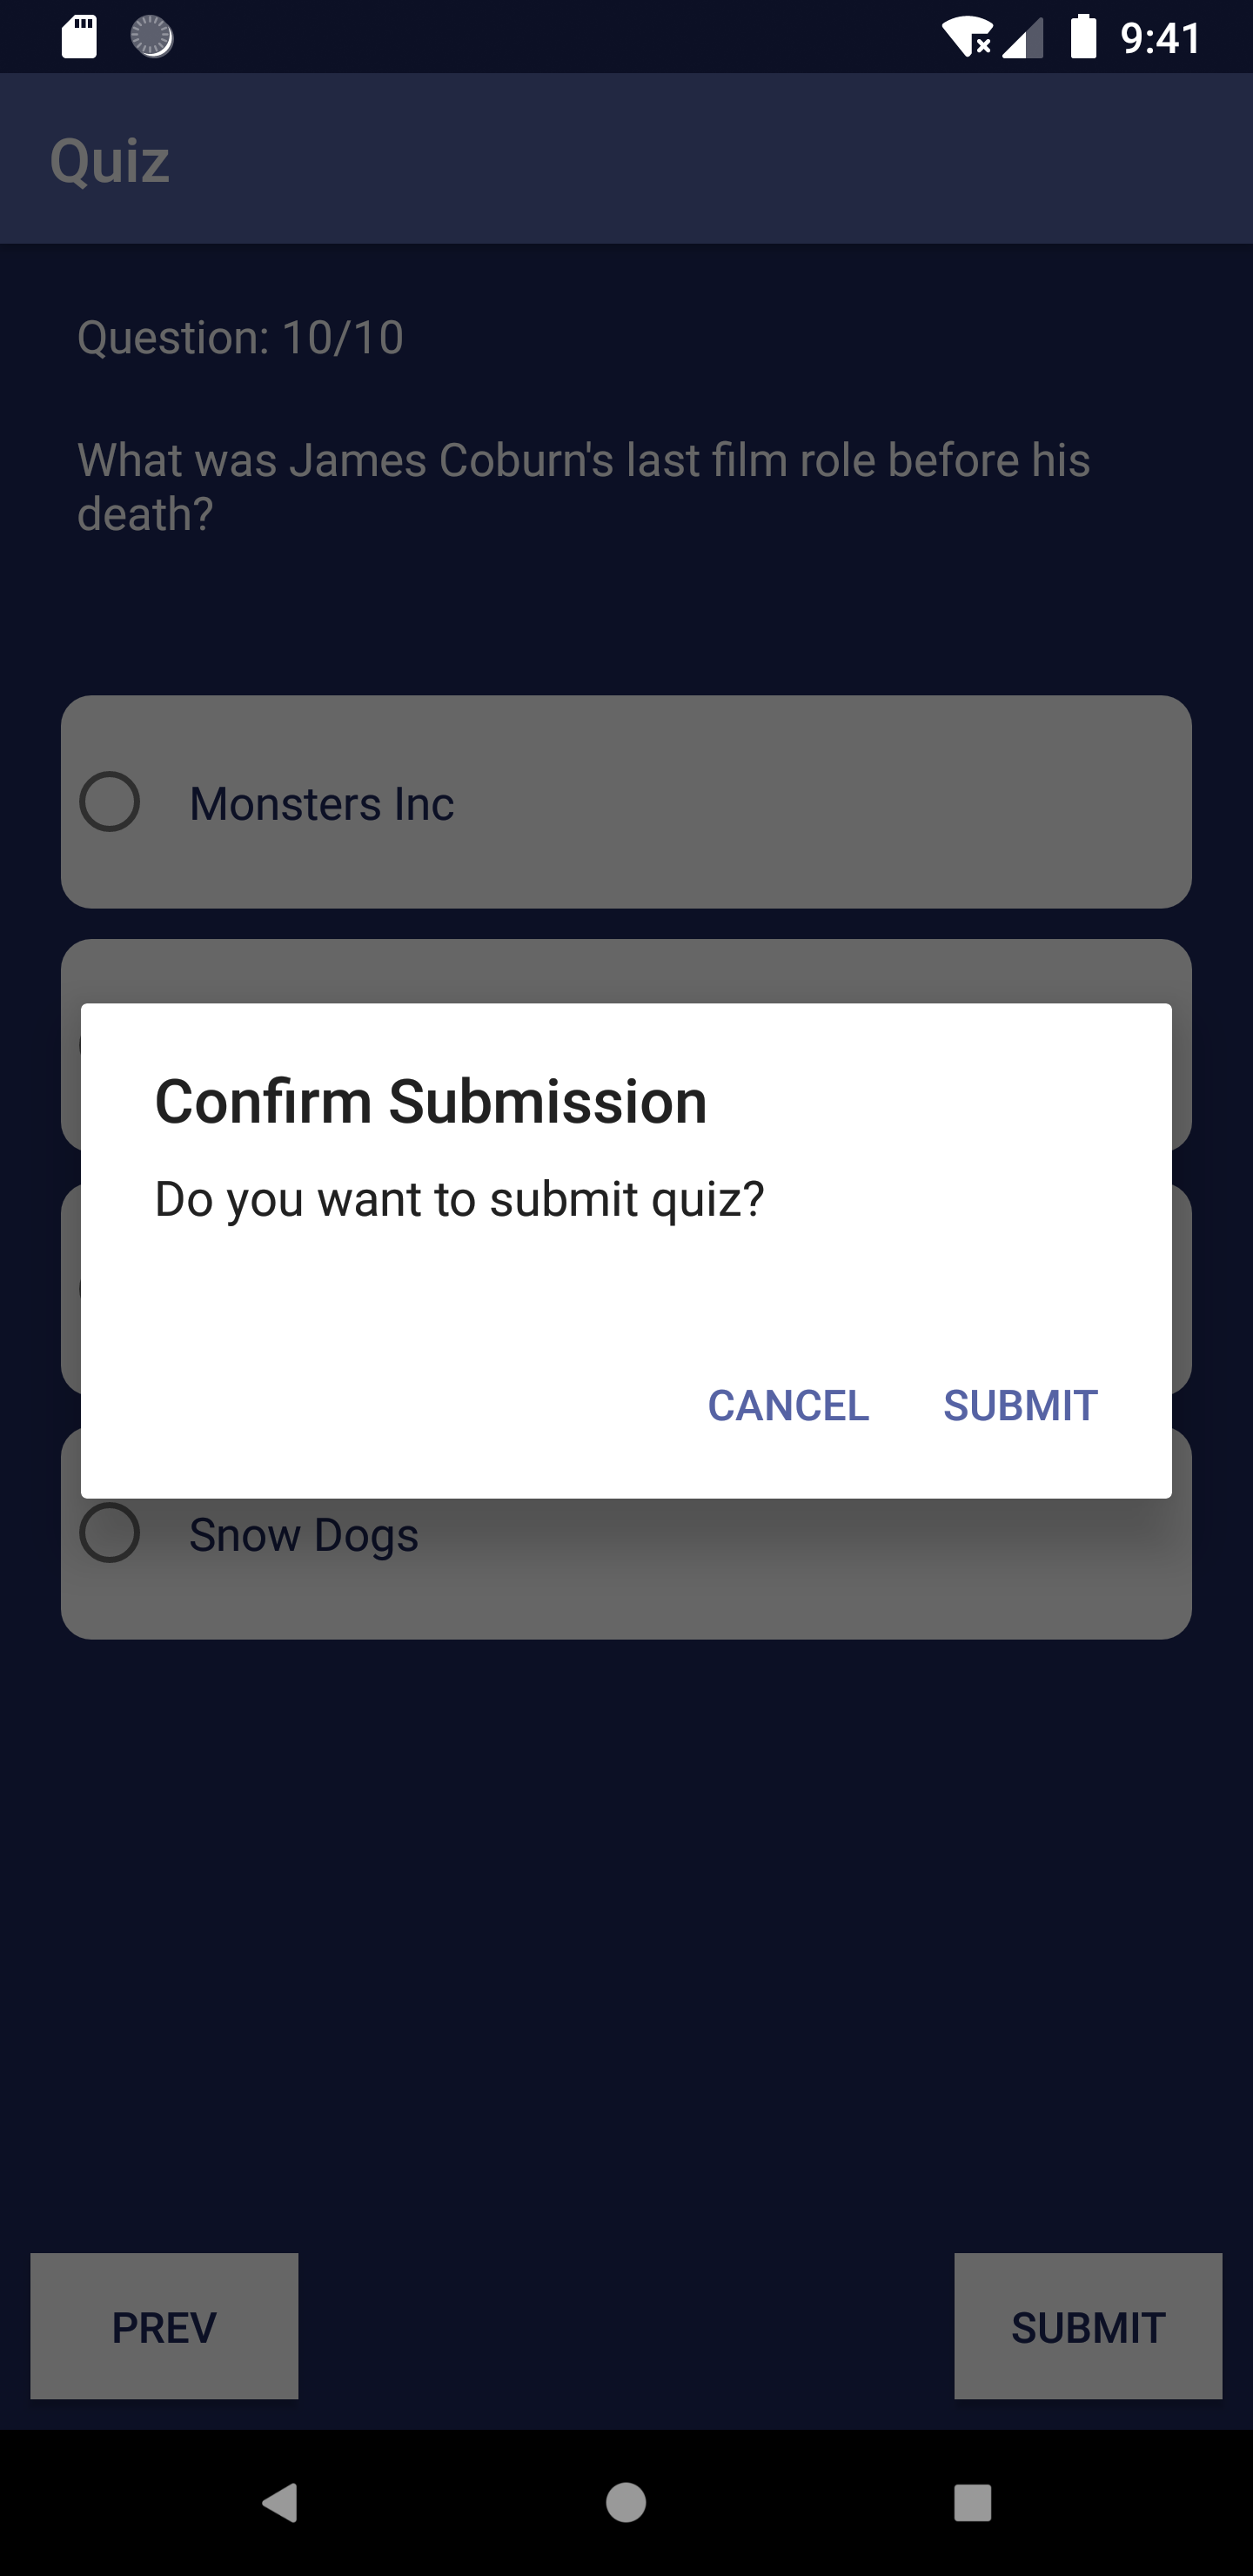 9:41
Quiz
Question: 10/10
What was James Coburn's last film role before his
death?
Monsters Inc
Confirm Submission
Do you want to submit quiz?
CANCEL SUBMIT
Snow Dogs
PREV SUBMIT